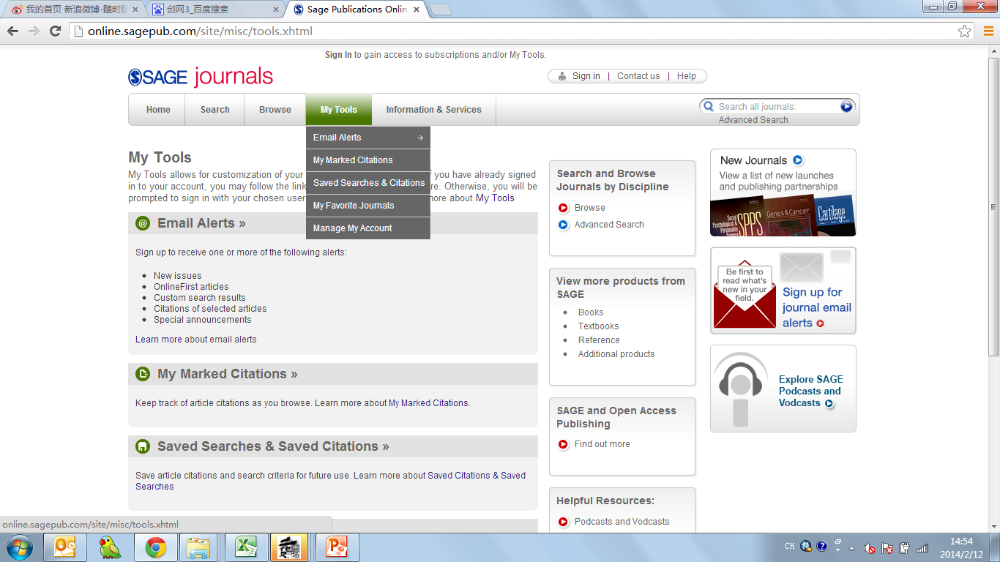 我的首页 新浪微博-随时随
剑网3_百度搜索
Sage Publications Onlin
online.sagepub.com/site/misc/tools.xhtml
Sign In to gain access to subscriptions and/or My Tools.
SAGE journals
Sign in | Contact us | Help
Home Search Browse My Tools Information & Services
Search all journals:
Advanced Search
Email Alerts
My Marked Citations
Saved Searches & Citations
My Favorite Journals
Manage My Account
My Tools
My Tools allows for customization of your f you have already signed
in to your account, you may follow the link re. Otherwise, you will be
prompted to sign in with your chosen user more about My Tools
Email Alerts »
Sign up to receive one or more of the following alerts:
New issues
OnlineFirst articles
Custom search results
Citations of selected articles
Special announcements
Learn more about email alerts
My Marked Citations »
Keep track of article citations as you browse. Learn more about My Marked Citations.
Saved Searches & Saved Citations »
Save article citations and search criteria for future use. Learn more about Saved Citations & Saved
Searches
Search and Browse
Journals by Discipline
Browse
Advanced Search
View more products from
SAGE
Books
Textbooks
Reference
Additional products
SAGE and Open Access
Publishing
Find out more
Helpful Resources:
Podcasts and Vodcasts
New Journals
View a list of new launches
and publishing partnerships
Social
Psychological
Personality
Science
SPPS
Genes & Cancer
Cartilage
Be first to
read what's
new in your
field.
Sign up for
journal email
alerts
Explore SAGE
Podcasts and
Vodcasts
online.sagepub.com/site/misc/tools.xhtml
CH
14:54
2014/2/12